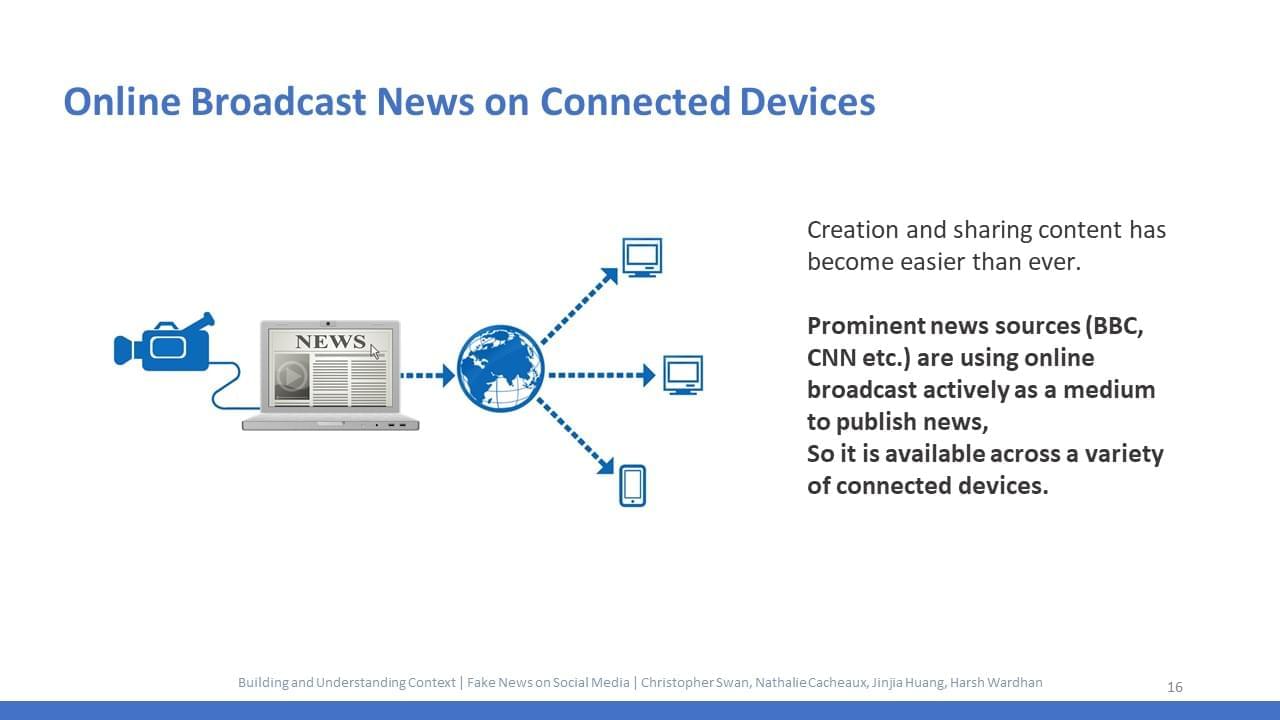 Online Broadcast News on Connected Devices
NEWS
Creation and sharing content has
become easier than ever.
Prominent news sources (BBC,
CNN etc.) are using online
broadcast actively as a medium
to publish news,
So it is available across a variety
of connected devices.
Building and Understanding Context | Fake News on Social Media | Christopher Swan, Nathalie Cacheaux, Jinjia Huang, Harsh Wardhan
16